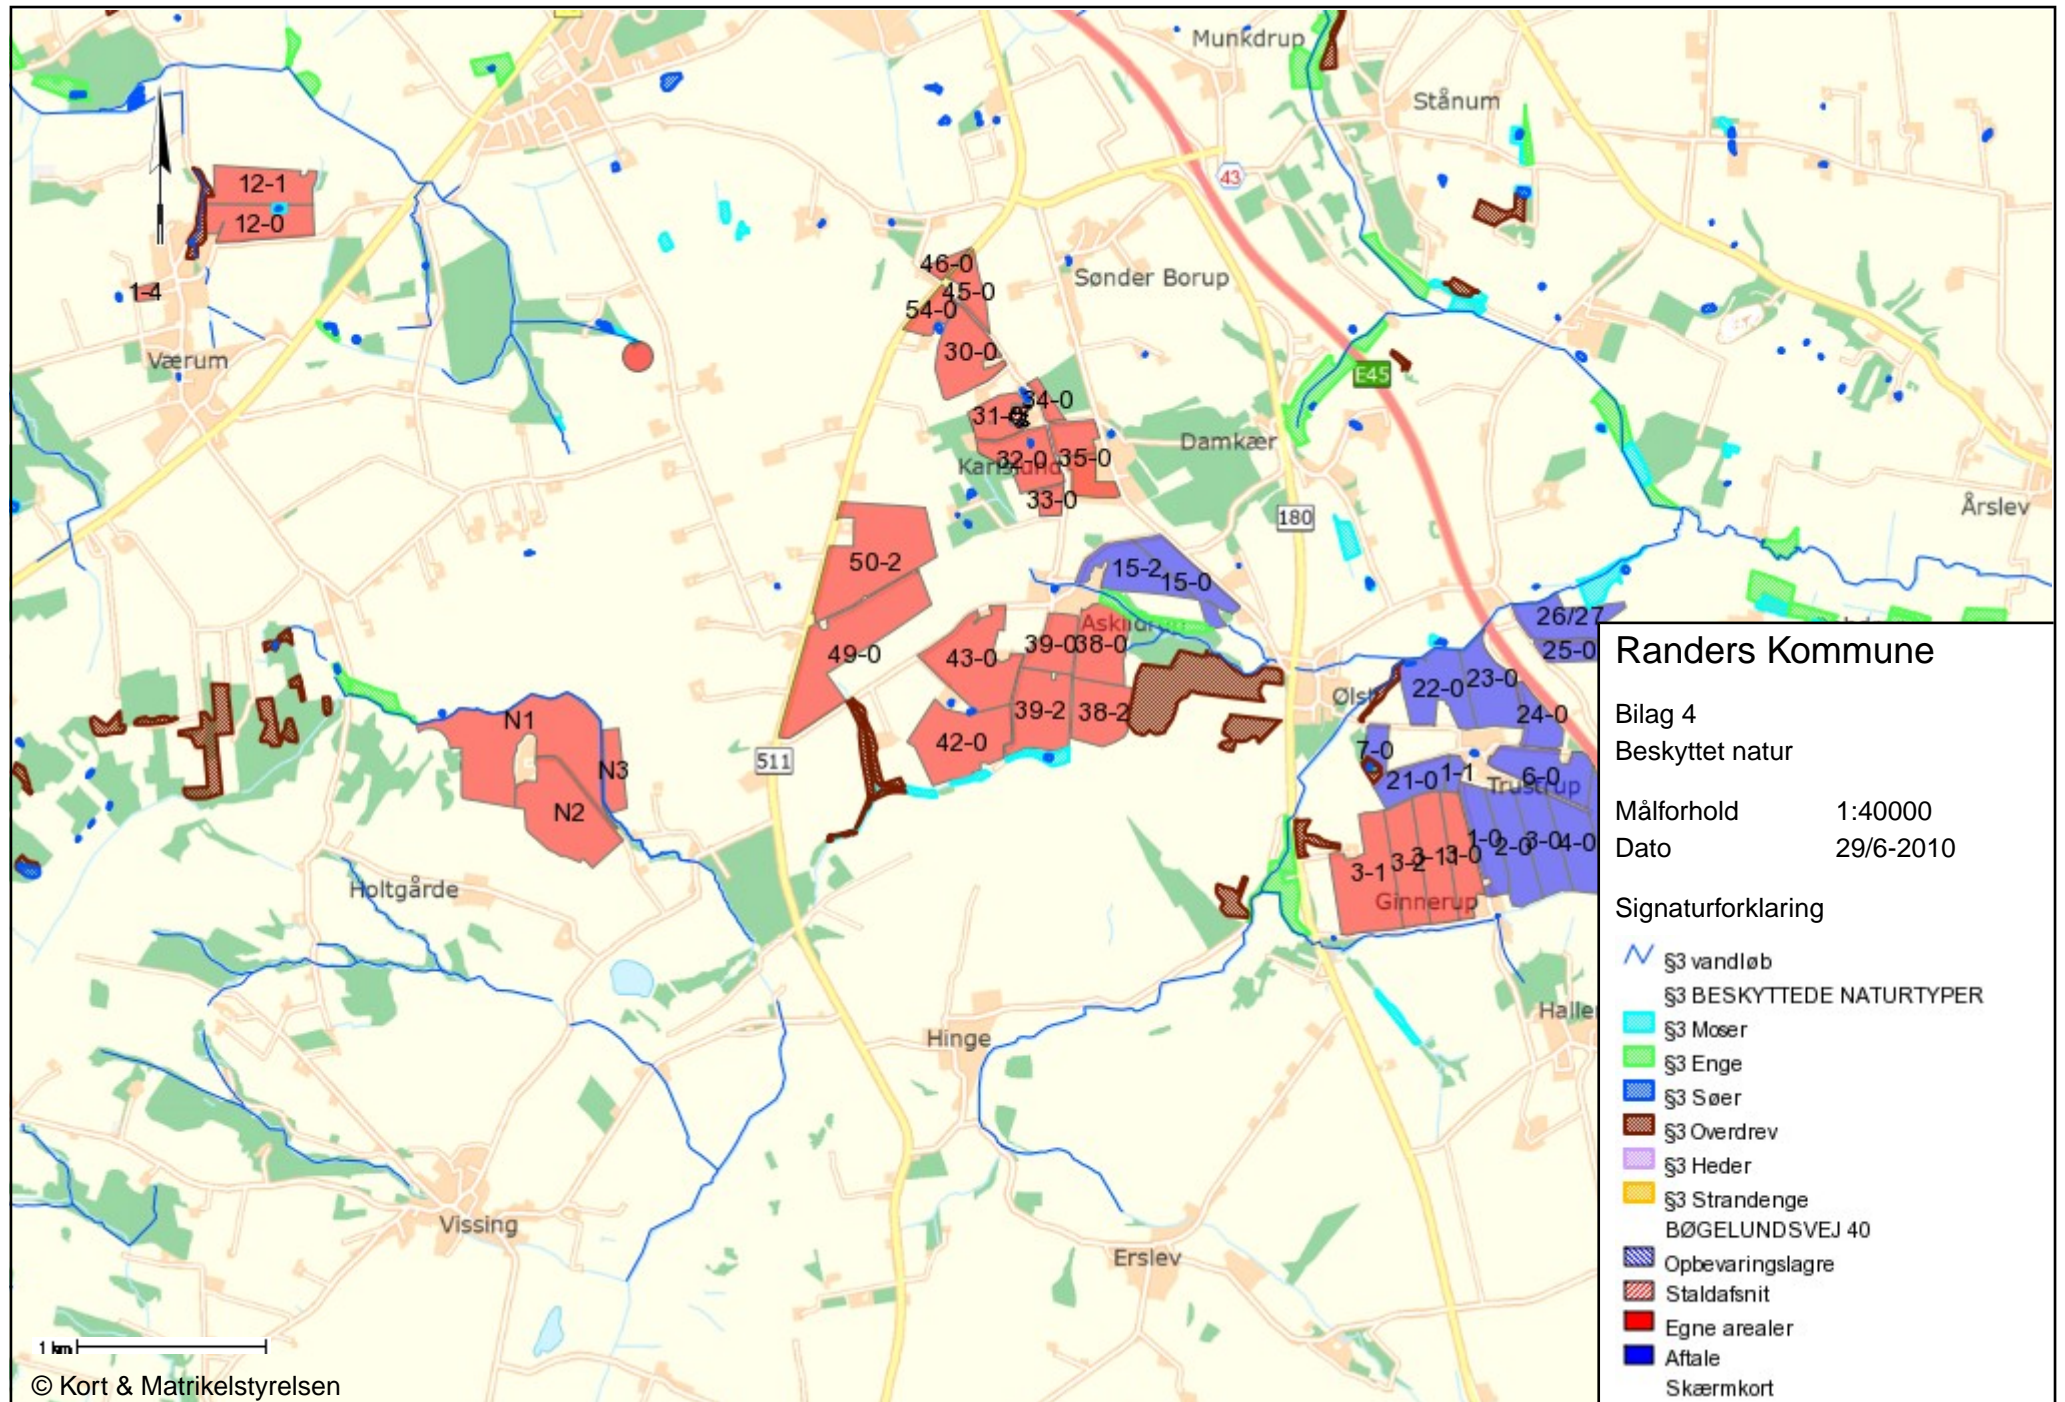 Munkdrup
Stånum
43
12-1
12-0
1-4
Værum
46-0
45-0
54-0
30-0
Sønder Borup
E45
34-0
32-0
35-0
33-0
Damkær
180
Årslev
50-2
49-0
15-2
15-0
26/27
25-0
43-0
39-0
38-0
39-2
38-2
42-0
22-0
23-0
24-0
7-0
21-0
1-1
6-0
Trustrup
N1
N2
N3
511
1-0
2-0
3-0
4-0
3-1
3-2
3-0
Ginnerup
Holtgårde
Hinge
Vissing
Erslev
1 km
© Kort & Matrikelstyrelsen
Randers Kommune
Bilag 4
Beskyttet natur
Målforhold 1:40000
Dato 29/6-2010
Signaturforklaring
§3 vandløb
§3 BESKYTTEDE NATURTYPER
§3 Moser
§3 Enge
§3 Søer
§3 Overdrev
§3 Heder
§3 Strandenge
BØGELUNDSVEJ 40
Opbevaringslagre
Staldafsnit
Egne arealer
Aftale
Skærmkort